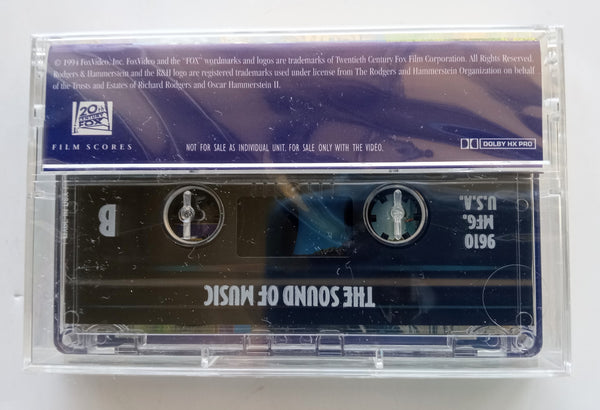 © 1994 FoxVideo, Inc. FoxVideo and the "FOX" wordmarks and logos are trademarks of Twentieth Century Fox Film Corporation. All Rights Reserved.
Rodgers & Hammerstein and the R&H logo are registered trademarks used under license from The Rodgers and Hammerstein Organization on behalf
of the Trusts and Estates of Richard Rodgers and Oscar Hammerstein II.
20th
CENTURY
FOX
FILM SCORES
NOT FOR SALE AS INDIVIDUAL UNIT. FOR SALE ONLY WITH THE VIDEO.
DOLBY HX PRO
THE SOUND OF MUSIC
B
9610
MFG.
U.S.A.
MADE IN U.S.A.